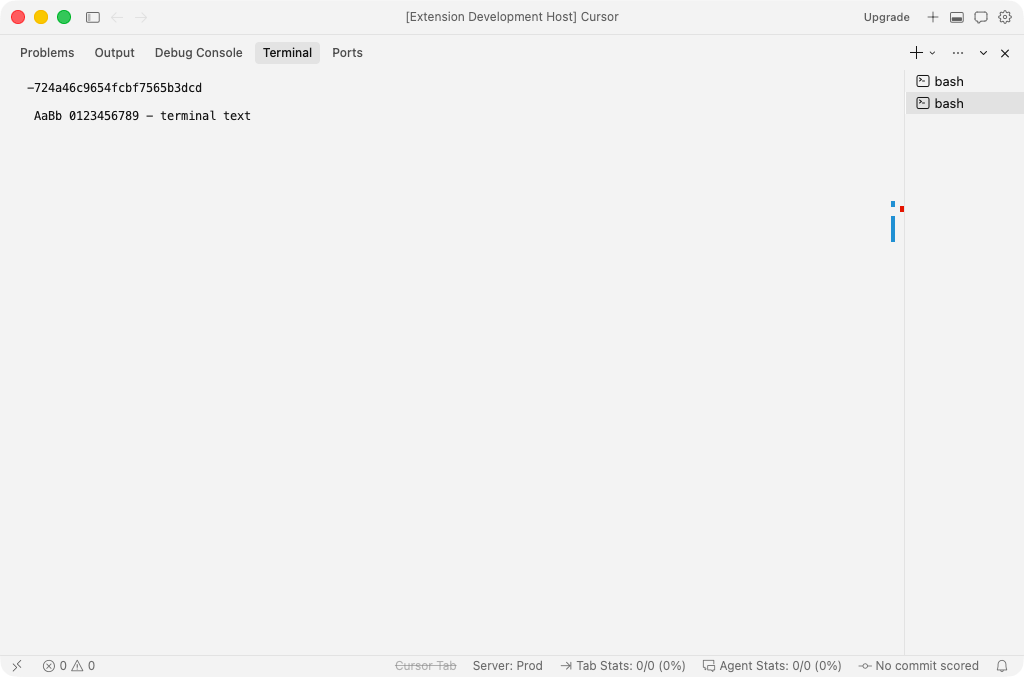 [Extension Development Host] Cursor
Upgrade
Problems Output Debug Console Terminal Ports
-724a46c9654fcbf7565b3dcd
AaBb 0123456789 - terminal text
bash
bash
0 0 Cursor Tab Server: Prod Tab Stats: 0/0 (0%) Agent Stats: 0/0 (0%) No commit scored